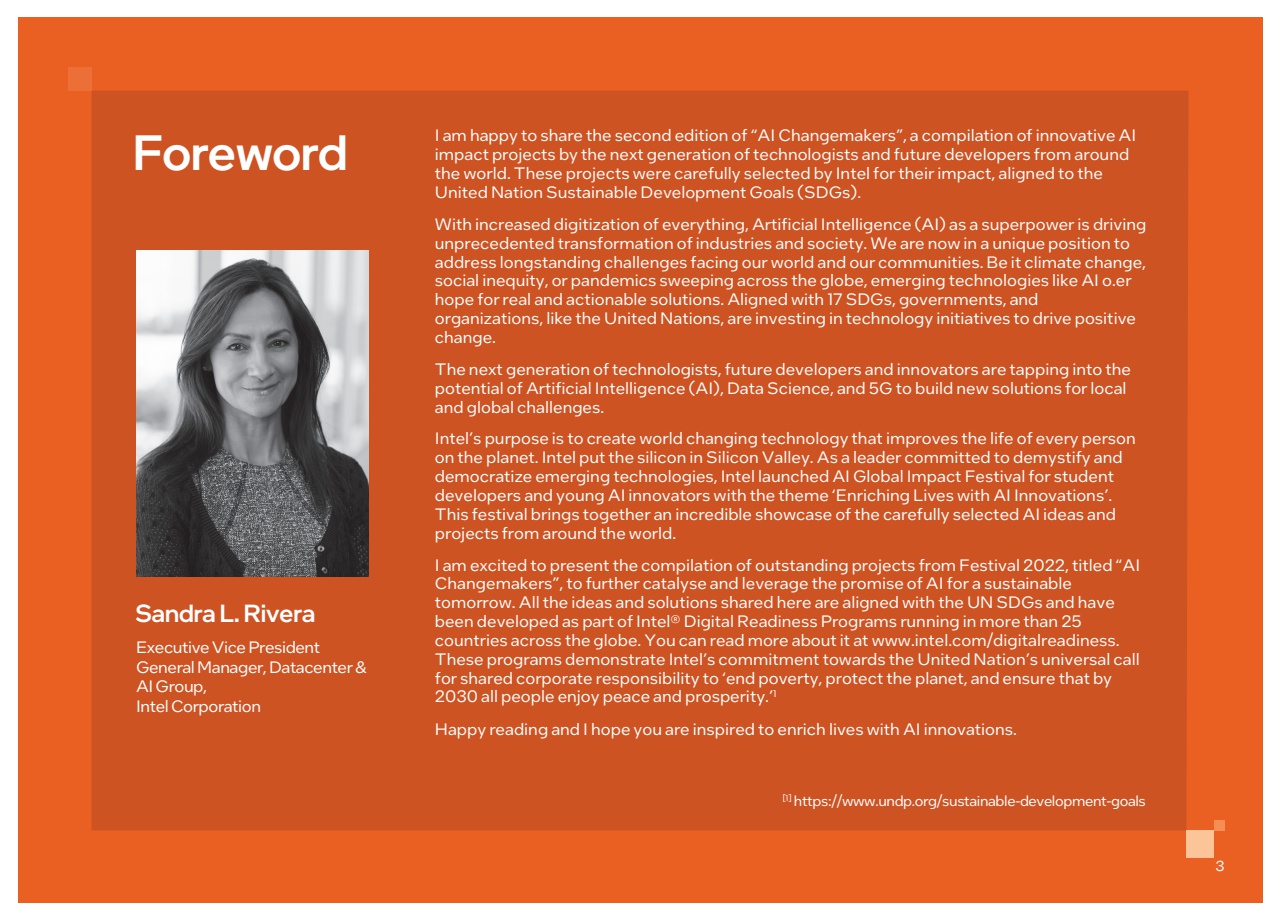 Foreword
Sandra L. Rivera
Executive Vice President
General Manager, Datacenter &
AI Group,
Intel Corporation
I am happy to share the second edition of “AI Changemakers”, a compilation of innovative AI
impact projects by the next generation of technologists and future developers from around
the world. These projects were carefully selected by Intel for their impact, aligned to the
United Nation Sustainable Development Goals (SDGs).
With increased digitization of everything, Artificial Intelligence (AI) as a superpower is driving
unprecedented transformation of industries and society. We are now in a unique position to
address longstanding challenges facing our world and our communities. Be it climate change,
social inequity, or pandemics sweeping across the globe, emerging technologies like AI o.er
hope for real and actionable solutions. Aligned with 17 SDGs, governments, and
organizations, like the United Nations, are investing in technology initiatives to drive positive
change.
The next generation of technologists, future developers and innovators are tapping into the
potential of Artificial Intelligence (AI), Data Science, and 5G to build new solutions for local
and global challenges.
Intel’s purpose is to create world changing technology that improves the life of every person
on the planet. Intel put the silicon in Silicon Valley. As a leader committed to demystify and
democratize emerging technologies, Intel launched AI Global Impact Festival for student
developers and young AI innovators with the theme ‘Enriching Lives with AI Innovations’.
This festival brings together an incredible showcase of the carefully selected AI ideas and
projects from around the world.
I am excited to present the compilation of outstanding projects from Festival 2022, titled “AI
Changemakers”, to further catalyse and leverage the promise of AI for a sustainable
tomorrow. All the ideas and solutions shared here are aligned with the UN SDGs and have
been developed as part of Intel® Digital Readiness Programs running in more than 25
countries across the globe. You can read more about it at www.intel.com/digitalreadiness.
These programs demonstrate Intel’s commitment towards the United Nation’s universal call
for shared corporate responsibility to ‘end poverty, protect the planet, and ensure that by
2030 all people enjoy peace and prosperity.’¹
Happy reading and I hope you are inspired to enrich lives with AI innovations.
[1] https://www.undp.org/sustainable-development-goals
3